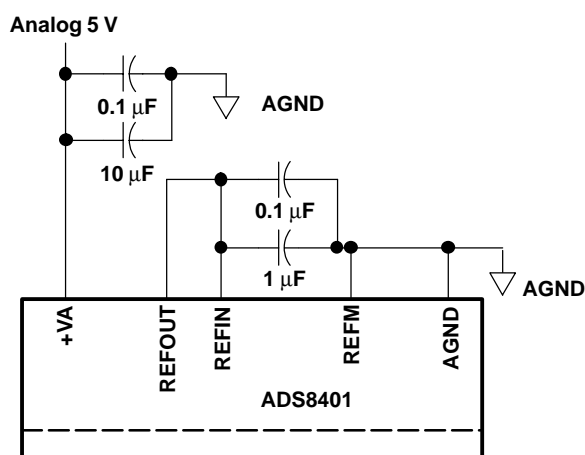 Analog 5 V
0.1 μF
AGND
10 μF
0.1 μF
1 μF
AGND
+VA
REFOUT
REFIN
REFM
AGND
ADS8401